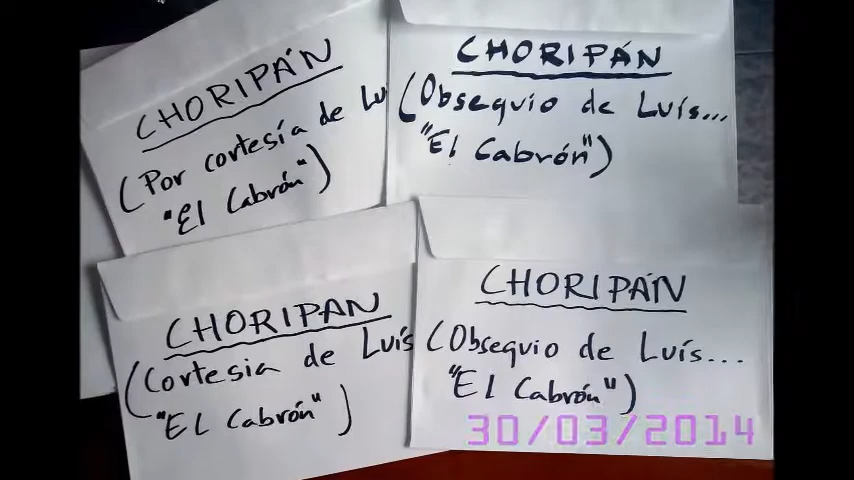 CHORIPÁN
(Por cortesía de Lu
"El Cabrón")
CHORIPÁN
(Obsequio de Luís...
"El Cabrón")
CHORIPAN
(Cortesia de Luís
"EL Cabrón")
CHORIPÁN
(Obsequio de Luís...
"El Cabrón")
30/03/2014